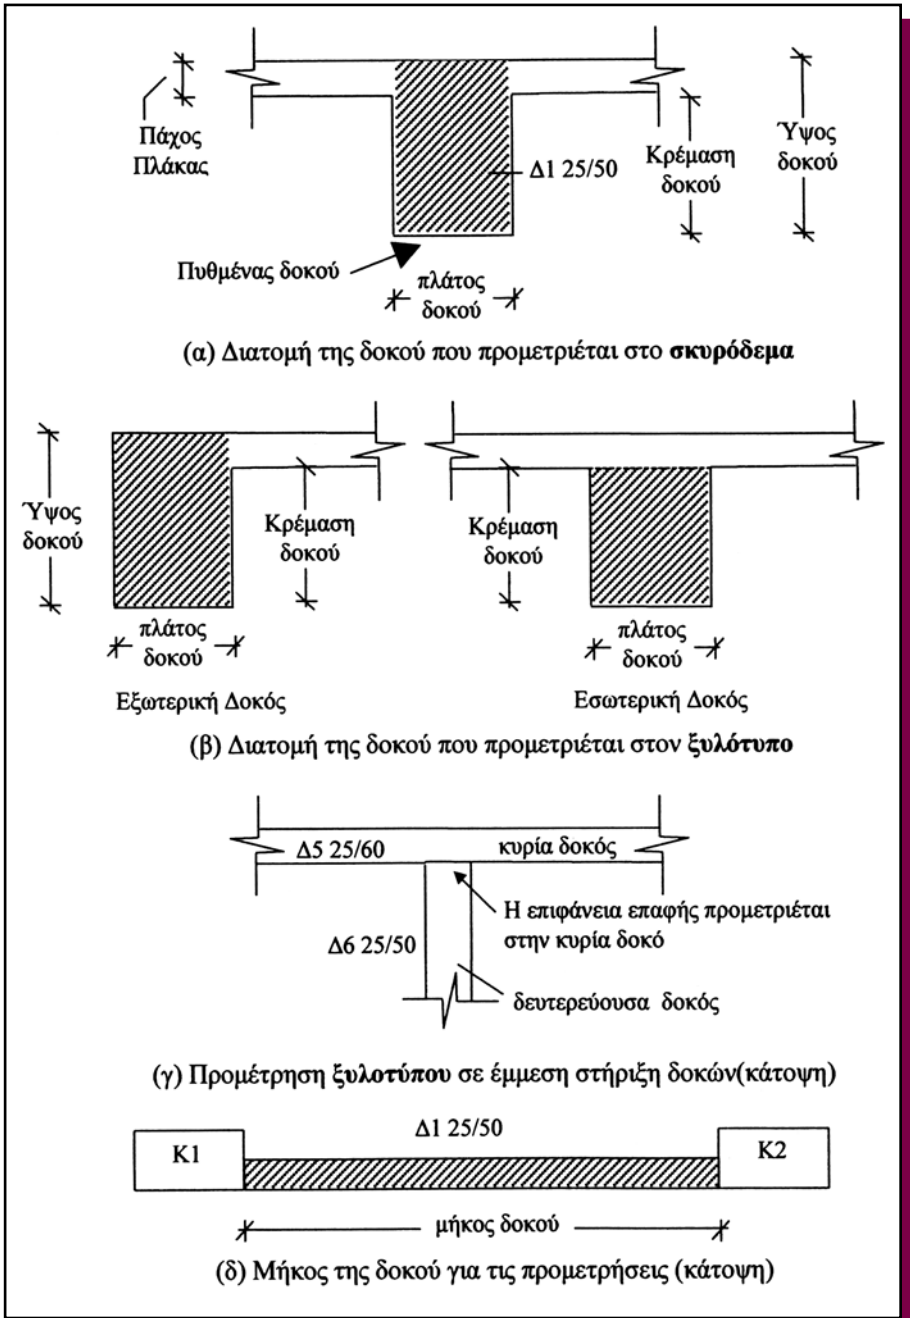 Πάχος
Πλάκας
Δ1 25/50
Κρέμαση
δοκού
Ύψος
δοκού
Πυθμένας δοκού
πλάτος
δοκού
(α) Διατομή της δοκού που προμετριέται στο σκυρόδεμα
Ύψος
δοκού
Κρέμαση
δοκού
Κρέμαση
δοκού
πλάτος
δοκού
πλάτος
δοκού
Εξωτερική Δοκός
Εσωτερική Δοκός
(β) Διατομή της δοκού που προμετριέται στον ξυλότυπο
Δ5 25/60
κυρία δοκός
Η επιφάνεια επαφής προμετριέται
στην κυρία δοκό
Δ6 25/50
δευτερεύουσα δοκός
(γ) Προμέτρηση ξυλοτύπου σε έμμεση στήριξη δοκών(κάτοψη)
Δ1 25/50
Κ1
Κ2
μήκος δοκού
(δ) Μήκος της δοκού για τις προμετρήσεις (κάτοψη)